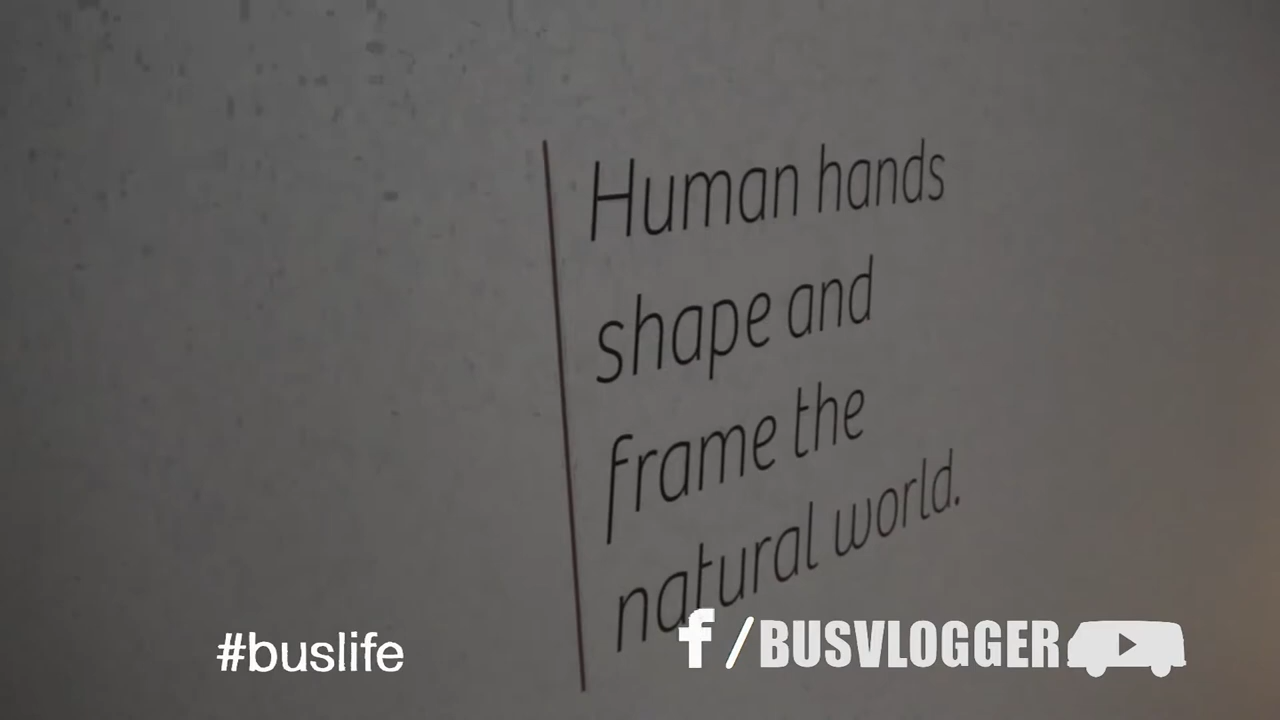 Human hands
shape and
frame the
natural world.
#buslife
f/BUSVLOGGER